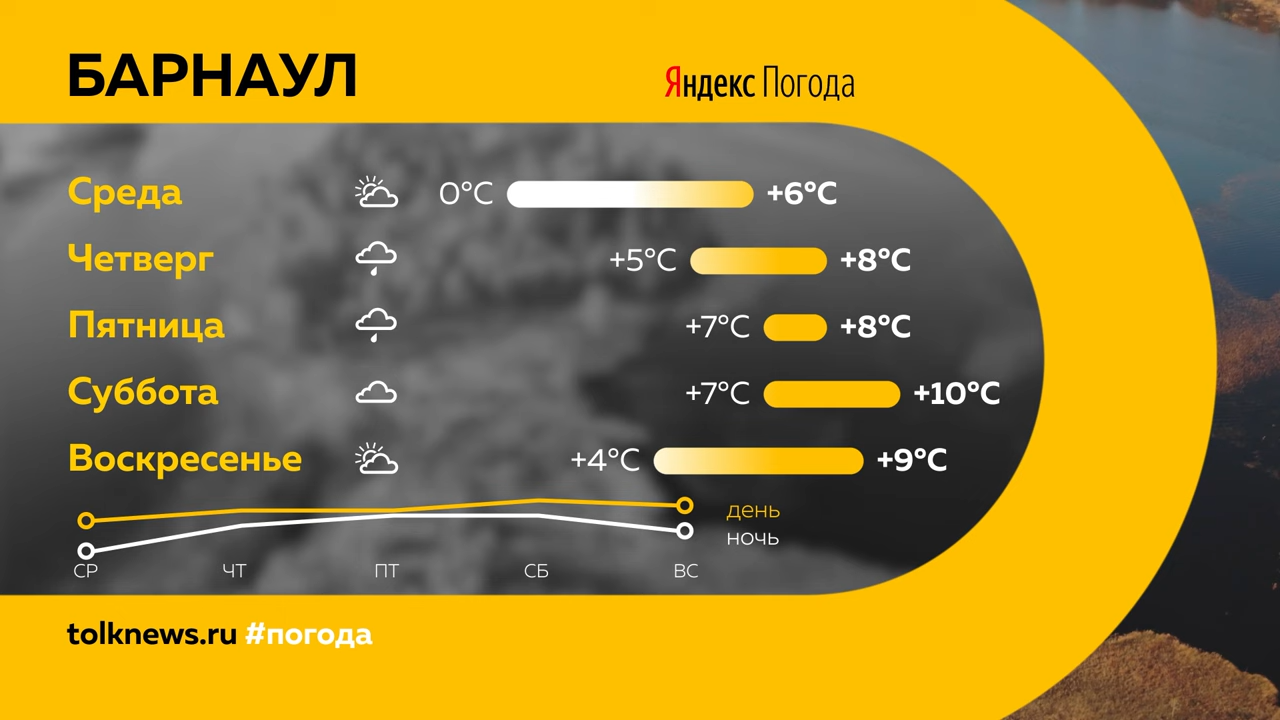 БАРНАУЛ
Яндекс Погода
Среда 0°C +6°C
Четверг +5°C +8°C
Пятница +7°C +8°C
Суббота +7°C +10°C
Воскресенье +4°C +9°C
день
ночь
СР ЧТ ПТ СБ ВС
tolknews.ru #погода